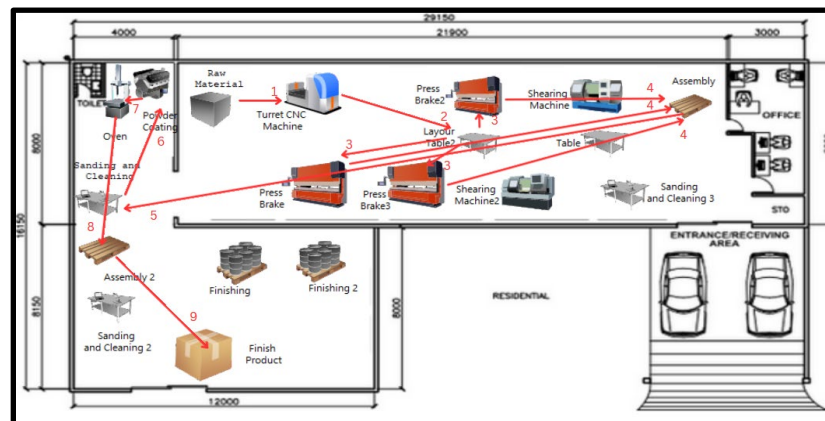 29150
4000
21900
3000
TOILET
7
Powder
Coating
Oven
6
Raw
Material
1
Turret CNC
Machine
2
Press
Brake2
Shearing
Machine
4
Assembly
OFFICE
4
3
4
Layour
Table2
Table
3
3
8000
16150
8150
Sanding and
Cleaning
5
Press
Brake
Press
Brake3
Shearing
Machine2
Sanding
and Cleaning 3
STO
8
Assembly 2
Finishing
Finishing 2
ENTRANCE/RECEIVING
AREA
RESIDENTIAL
8000
Sanding
and Cleaning 2
9
Finish
Product
12000